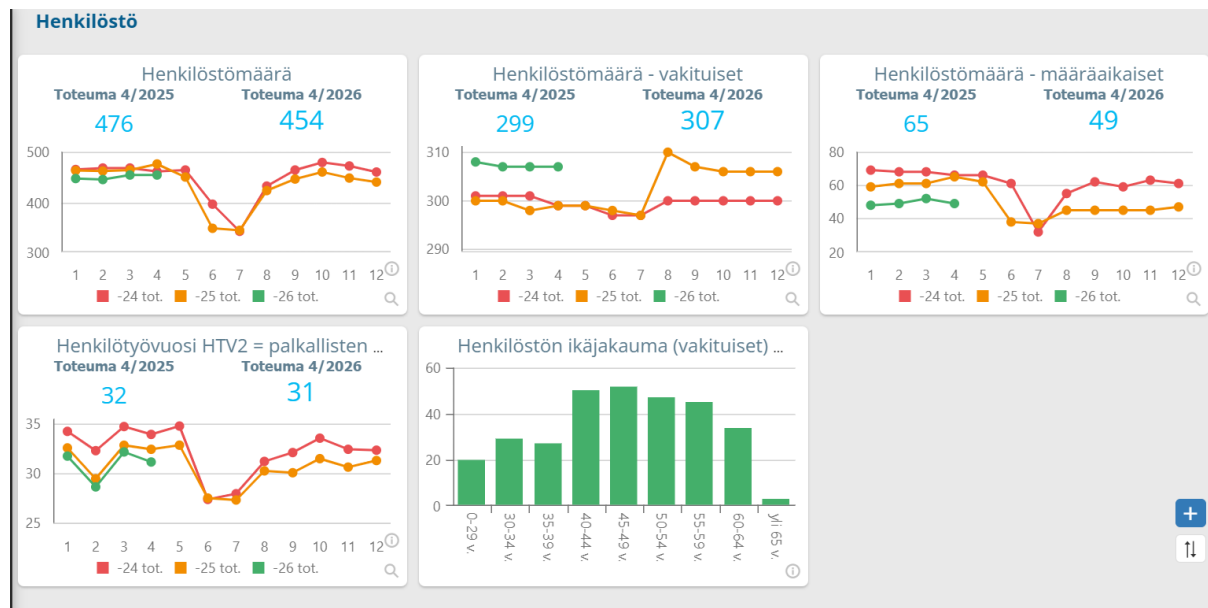 Henkilöstö
Henkilöstömäärä
Toteuma 4/2025 Toteuma 4/2026
476 454
500
400
300
1 2 3 4 5 6 7 8 9 10 11 12
-24 tot. -25 tot. -26 tot.
Henkilöstömäärä - vakituiset
Toteuma 4/2025 Toteuma 4/2026
299 307
310
300
290
1 2 3 4 5 6 7 8 9 10 11 12
-24 tot. -25 tot. -26 tot.
Henkilöstömäärä - määräaikaiset
Toteuma 4/2025 Toteuma 4/2026
65 49
80
60
40
20
1 2 3 4 5 6 7 8 9 10 11 12
-24 tot. -25 tot. -26 tot.
Henkilötyövuosi HTV2 = palkallisten ...
Toteuma 4/2025 Toteuma 4/2026
32 31
35
30
25
1 2 3 4 5 6 7 8 9 10 11 12
-24 tot. -25 tot. -26 tot.
Henkilöstön ikäjakauma (vakituiset) ...
60
40
20
0
0-29 v. 30-34 v. 35-39 v. 40-44 v. 45-49 v. 50-54 v. 55-59 v. 60-64 v. yli 65 v.